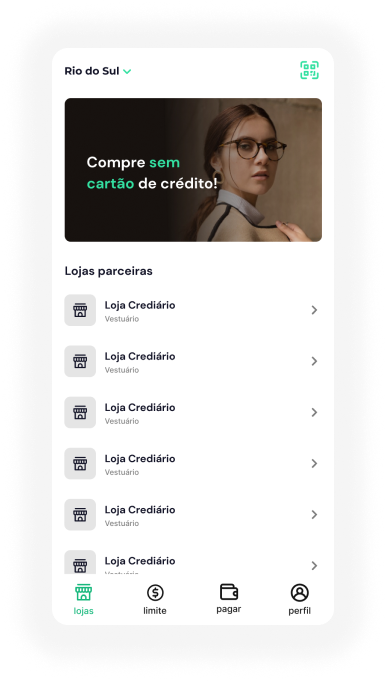 Rio do Sul
Compre sem
cartão de crédito!
Lojas parceiras
Loja Crediário
Vestuário
Loja Crediário
Vestuário
Loja Crediário
Vestuário
Loja Crediário
Vestuário
Loja Crediário
Vestuário
Loja Crediário
Vestuário
lojas
limite
pagar
perfil